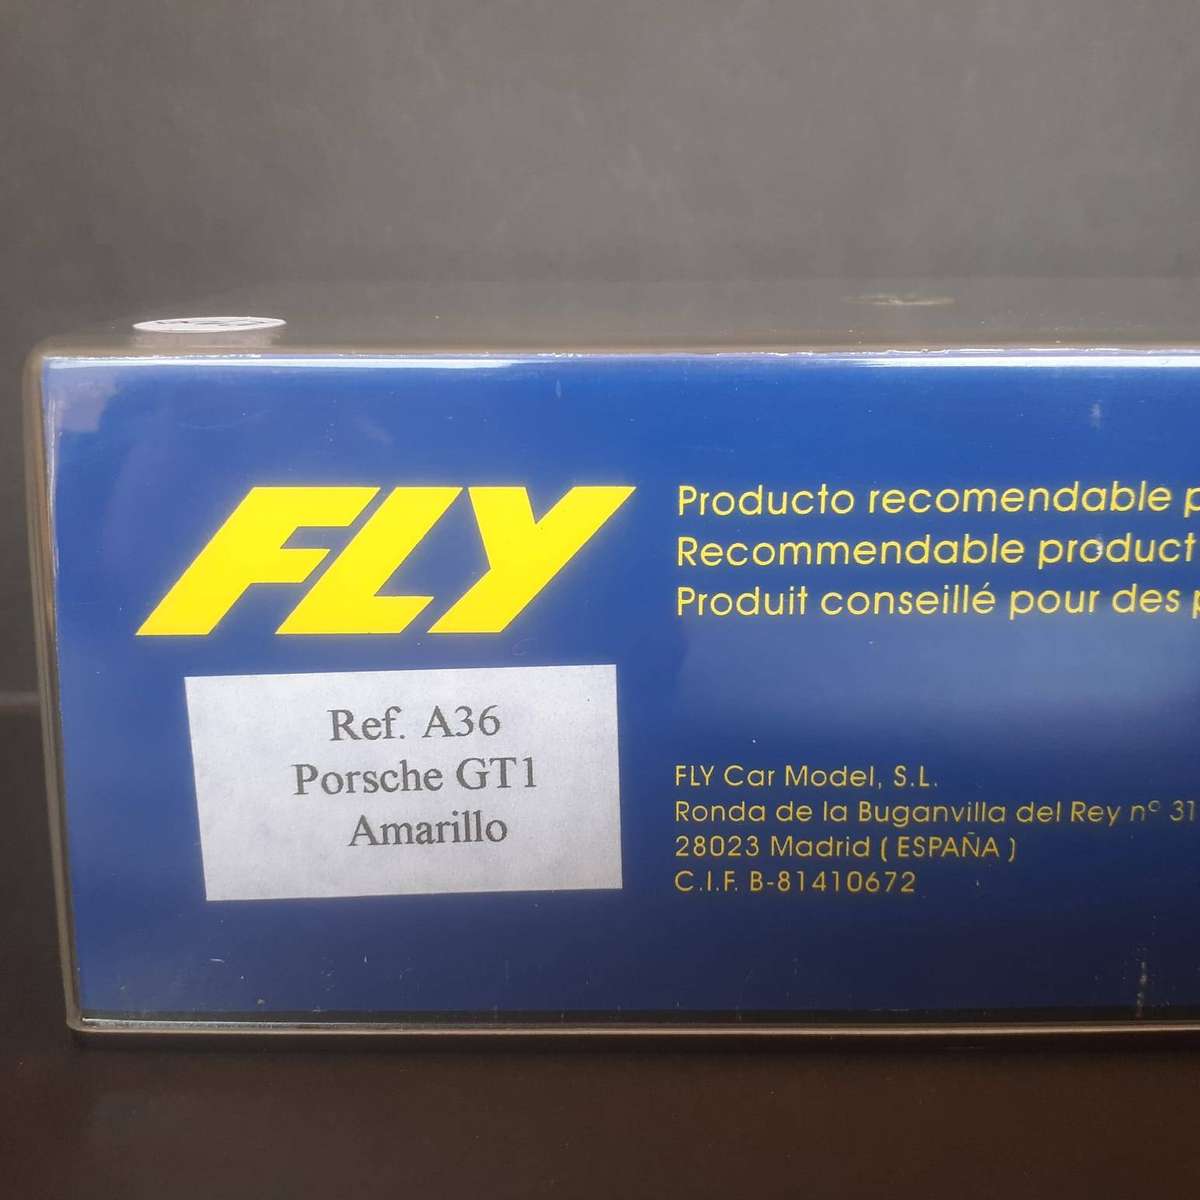 FLY
Producto recomendable
Recommendable product
Produit conseillé pour des
Ref. A36
Porsche GT1
Amarillo
FLY Car Model, S.L.
Ronda de la Buganvilla del Rey nº 31
28023 Madrid ( ESPAÑA )
C.I.F. B-81410672